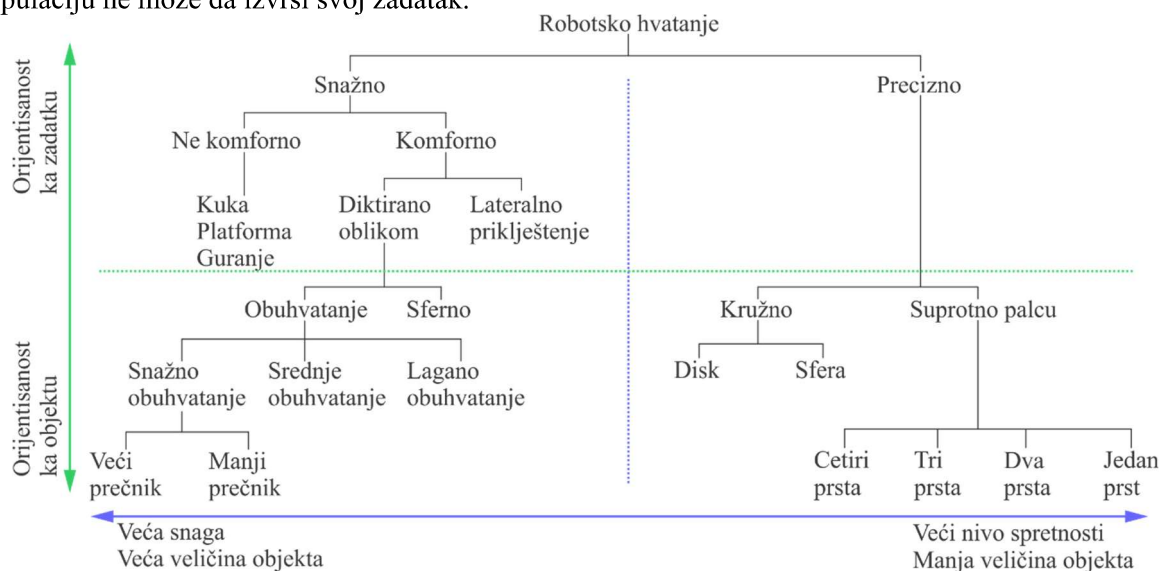 pulaciju ne može da izvrši svoj zadatak.
Robotsko hvatanje
Orijentisanost
ka zadatku
Snažno
Precizno
Ne komforno
Komforno
Kuka
Platforma
Guranje
Diktirano
oblikom
Lateralno
priklještenje
Orijentisanost
ka objektu
Obuhvatanje
Sferno
Kružno
Suprotno palcu
Snažno
obuhvatanje
Srednje
obuhvatanje
Lagano
obuhvatanje
Disk
Sfera
Veći
prečnik
Manji
prečnik
Cetiri
prsta
Tri
prsta
Dva
prsta
Jedan
prst
Veća snaga
Veća veličina objekta
Veći nivo spretnosti
Manja veličina objekta